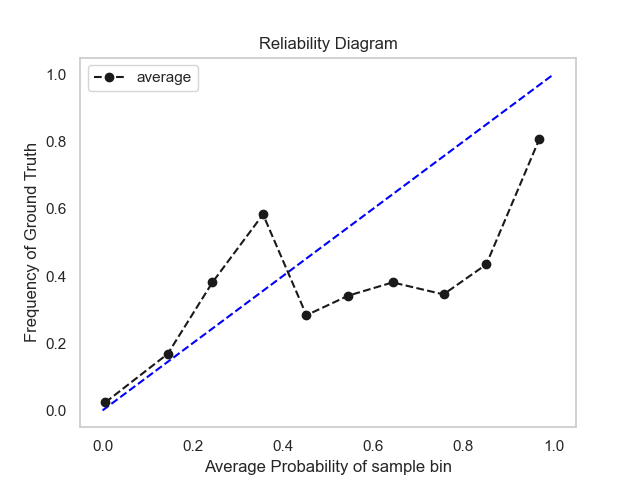 Reliability Diagram
average
Frequency of Ground Truth
1.0
0.8
0.6
0.4
0.2
0.0
0.0 0.2 0.4 0.6 0.8 1.0
Average Probability of sample bin